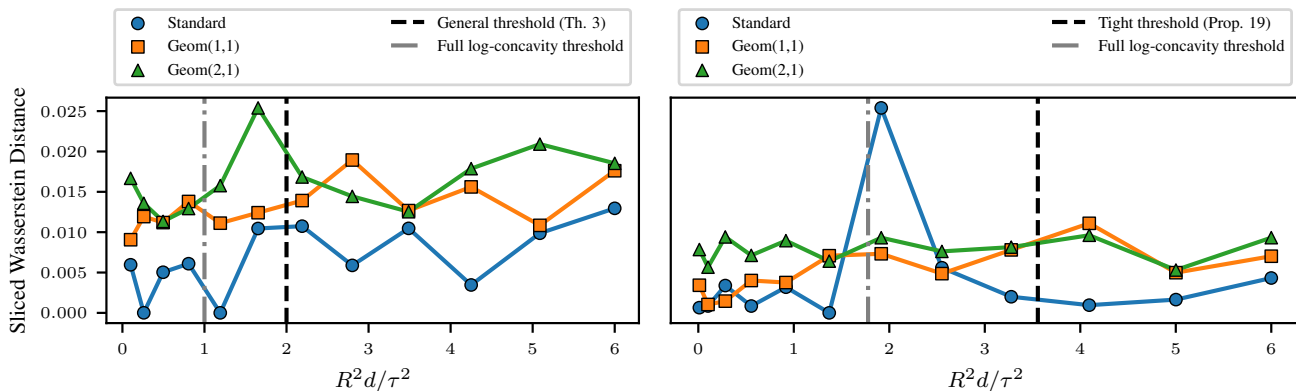 Standard
Geom(1,1)
Geom(2,1)
General threshold (Th. 3)
Full log-concavity threshold
Standard
Geom(1,1)
Geom(2,1)
Tight threshold (Prop. 19)
Full log-concavity threshold
Sliced Wasserstein Distance
0.025
0.020
0.015
0.010
0.005
0.000
0 1 2 3 4 5 6
0 1 2 3 4 5 6
R²d/τ²
R²d/τ²